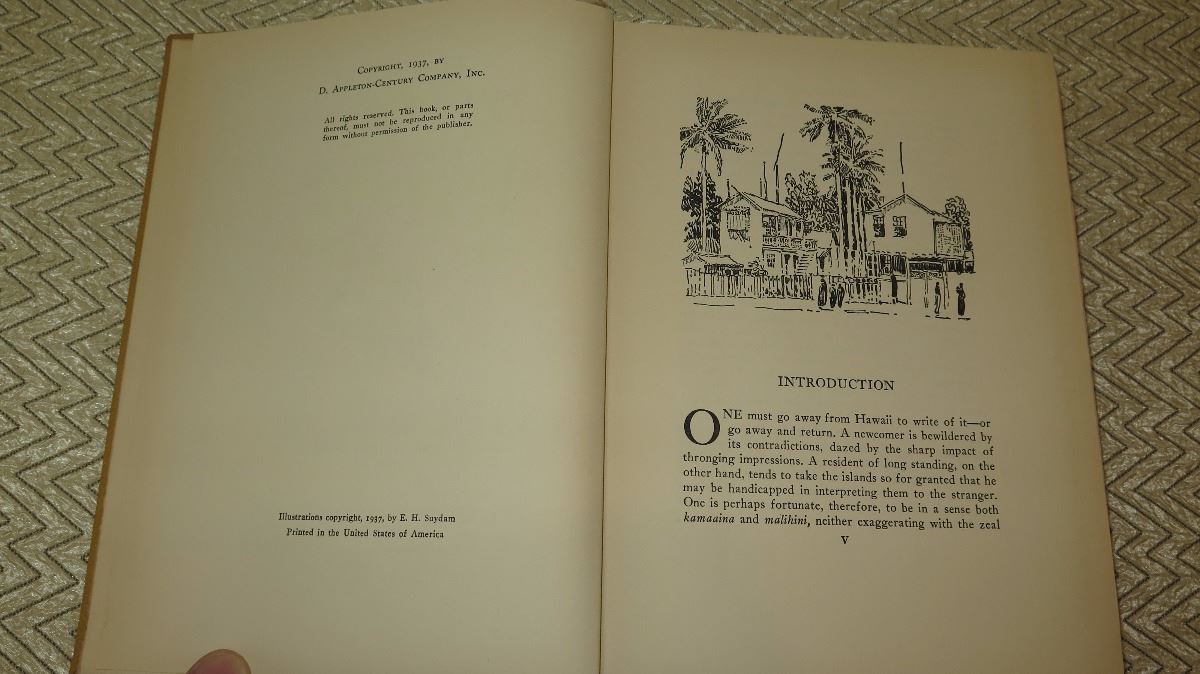 COPYRIGHT, 1937, BY
D. APPLETON-CENTURY COMPANY, INC.
All rights reserved. This book, or parts
thereof, must not be reproduced in any
form without permission of the publisher.
Illustrations copyright, 1937, by E. H. Suydam
Printed in the United States of America
INTRODUCTION
ONE must go away from Hawaii to write of it—or
go away and return. A newcomer is bewildered by
its contradictions, dazed by the sharp impact of
thronging impressions. A resident of long standing, on the
other hand, tends to take the islands so for granted that he
may be handicapped in interpreting them to the stranger.
One is perhaps fortunate, therefore, to be in a sense both
kamaaina and malihini, neither exaggerating with the zeal
V